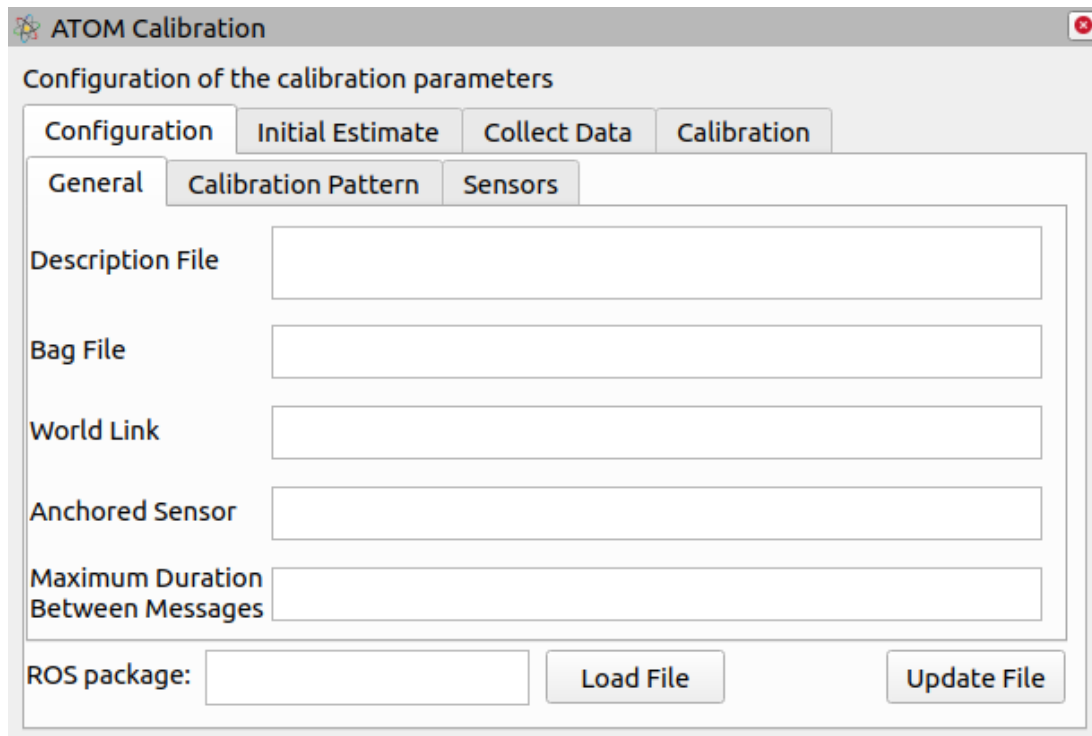 ATOM Calibration
Configuration of the calibration parameters
Configuration Initial Estimate Collect Data Calibration
General Calibration Pattern Sensors
Description File
Bag File
World Link
Anchored Sensor
Maximum Duration
Between Messages
ROS package: Load File Update File